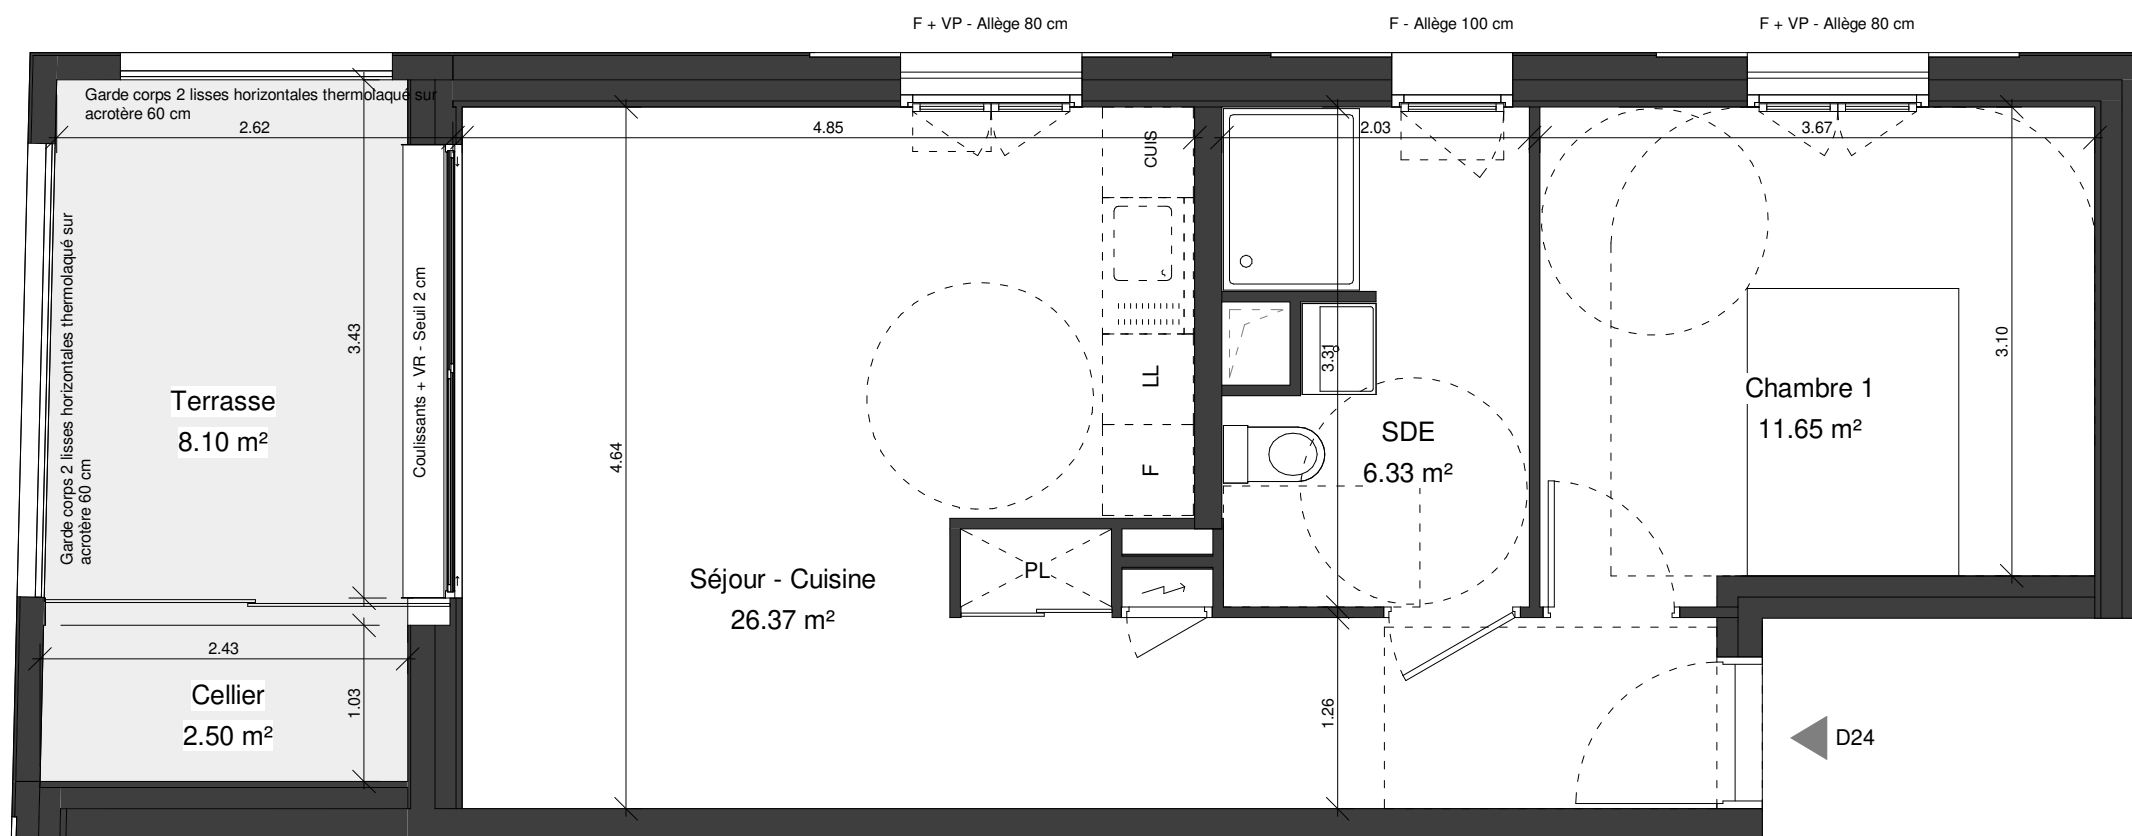 F + VP - Allège 80 cm
F - Allège 100 cm
F + VP - Allège 80 cm
Garde corps 2 lisses horizontales thermolaqué sur
acrotère 60 cm
2.62
4.85
2.03
3.67
CUIS
Garde corps 2 lisses horizontales thermolaqué sur
acrotère 60 cm
3.43
Coulissants + VR - Seuil 2 cm
4.64
3.31
3.10
LL
F
Terrasse
8.10 m²
SDE
6.33 m²
Chambre 1
11.65 m²
Séjour - Cuisine
26.37 m²
PL
2.43
Cellier
2.50 m²
1.03
1.26
D24